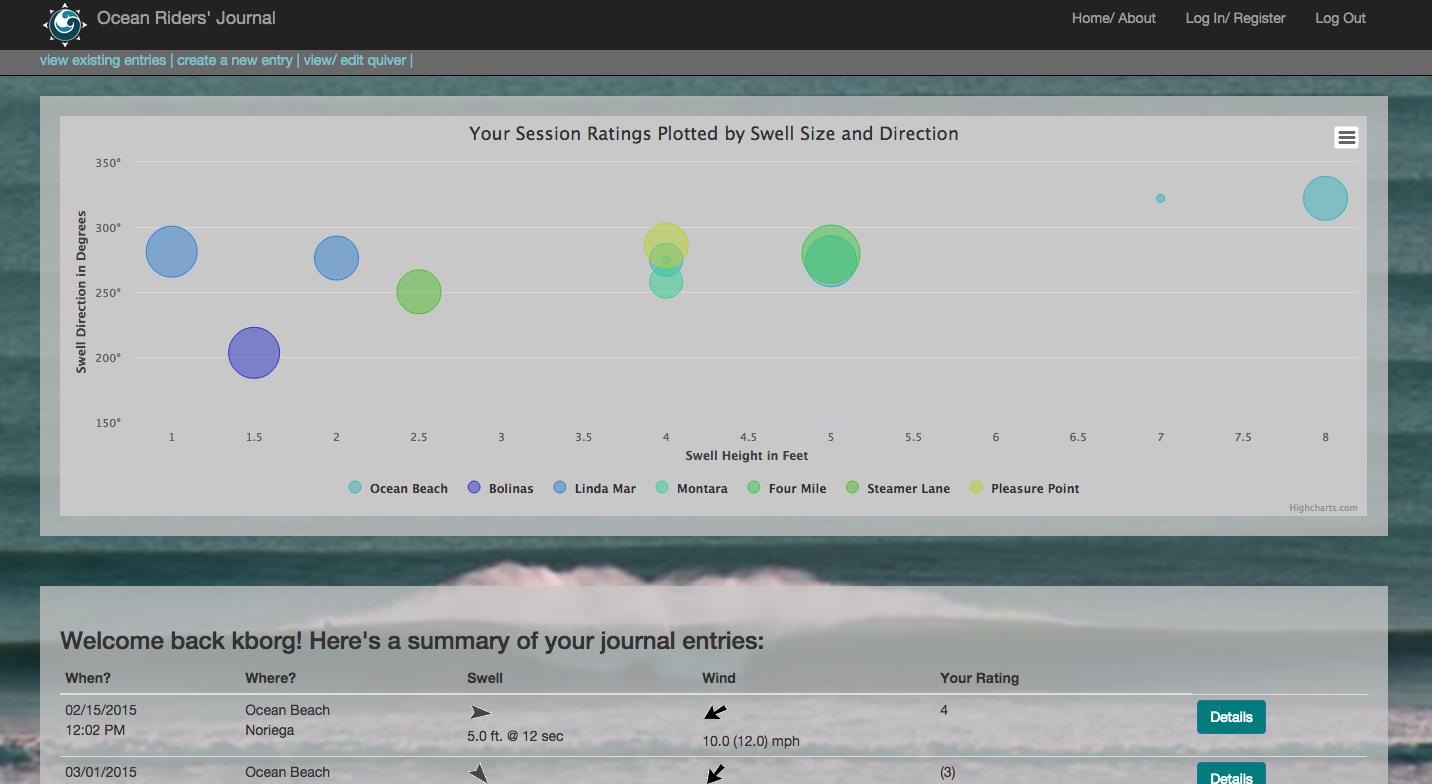 Ocean Riders' Journal
Home/ About Log In/ Register Log Out
view existing entries | create a new entry | view/ edit quiver |
Your Session Ratings Plotted by Swell Size and Direction
Swell Direction in Degrees
350°
300°
250°
200°
150°
1 1.5 2 2.5 3 3.5 4 4.5 5 5.5 6 6.5 7 7.5 8
Swell Height in Feet
Ocean Beach Bolinas Linda Mar Montara Four Mile Steamer Lane Pleasure Point
Highcharts.com
Welcome back kborg! Here's a summary of your journal entries:
When? Where? Swell Wind Your Rating
02/15/2015 Ocean Beach 4
12:02 PM Noriega Details
5.0 ft. @ 12 sec 10.0 (12.0) mph
03/01/2015 Ocean Beach (3)
Details